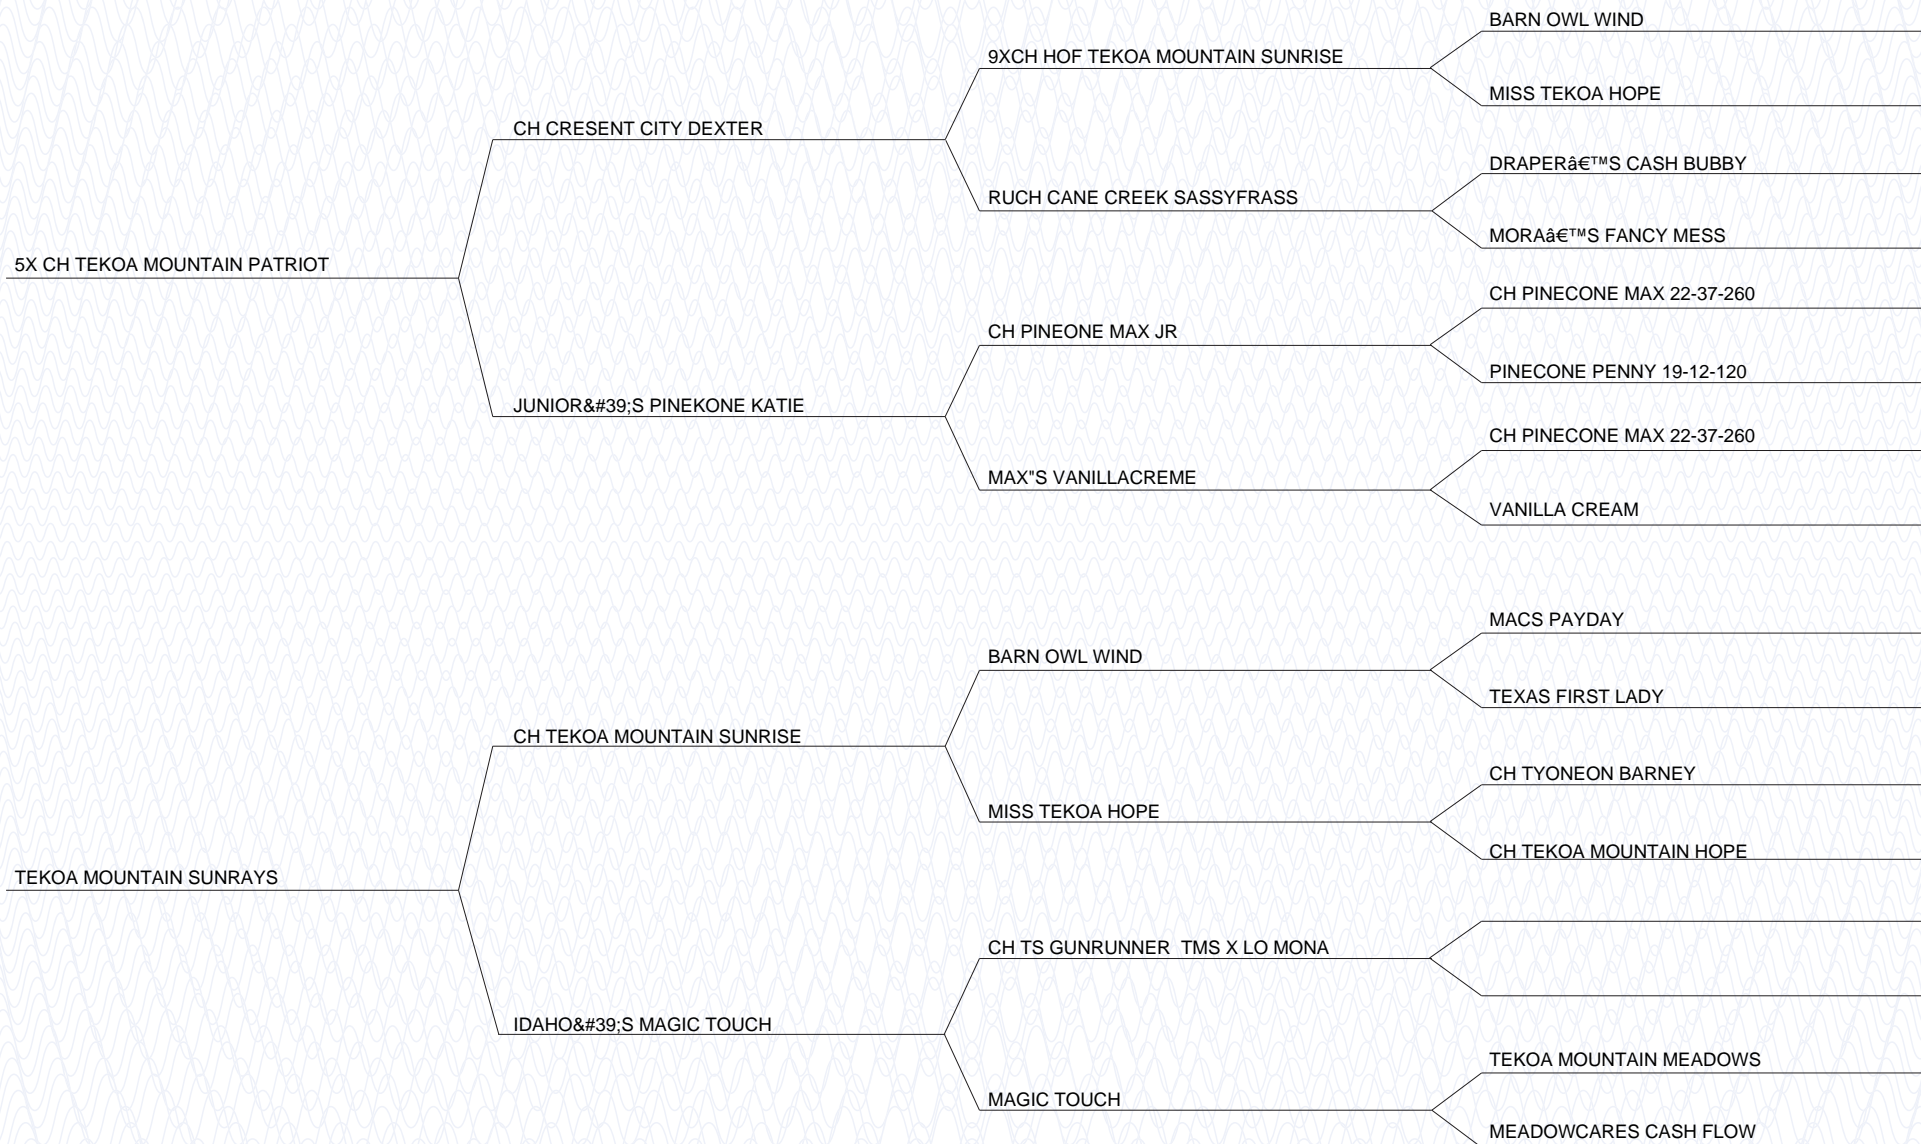 BARN OWL WIND
9XCH HOF TEKOA MOUNTAIN SUNRISE
MISS TEKOA HOPE
CH CRESENT CITY DEXTER
DRAPERâ€™S CASH BUBBY
RUCH CANE CREEK SASSYFRASS
MORAâ€™S FANCY MESS
5X CH TEKOA MOUNTAIN PATRIOT
CH PINECONE MAX 22-37-260
CH PINEONE MAX JR
PINECONE PENNY 19-12-120
JUNIOR&#39;S PINEKONE KATIE
CH PINECONE MAX 22-37-260
MAX"S VANILLACREME
VANILLA CREAM
MACS PAYDAY
BARN OWL WIND
TEXAS FIRST LADY
CH TEKOA MOUNTAIN SUNRISE
CH TYONEON BARNEY
MISS TEKOA HOPE
CH TEKOA MOUNTAIN HOPE
TEKOA MOUNTAIN SUNRAYS
CH TS GUNRUNNER  TMS X LO MONA
IDAHO&#39;S MAGIC TOUCH
TEKOA MOUNTAIN MEADOWS
MAGIC TOUCH
MEADOWCARES CASH FLOW